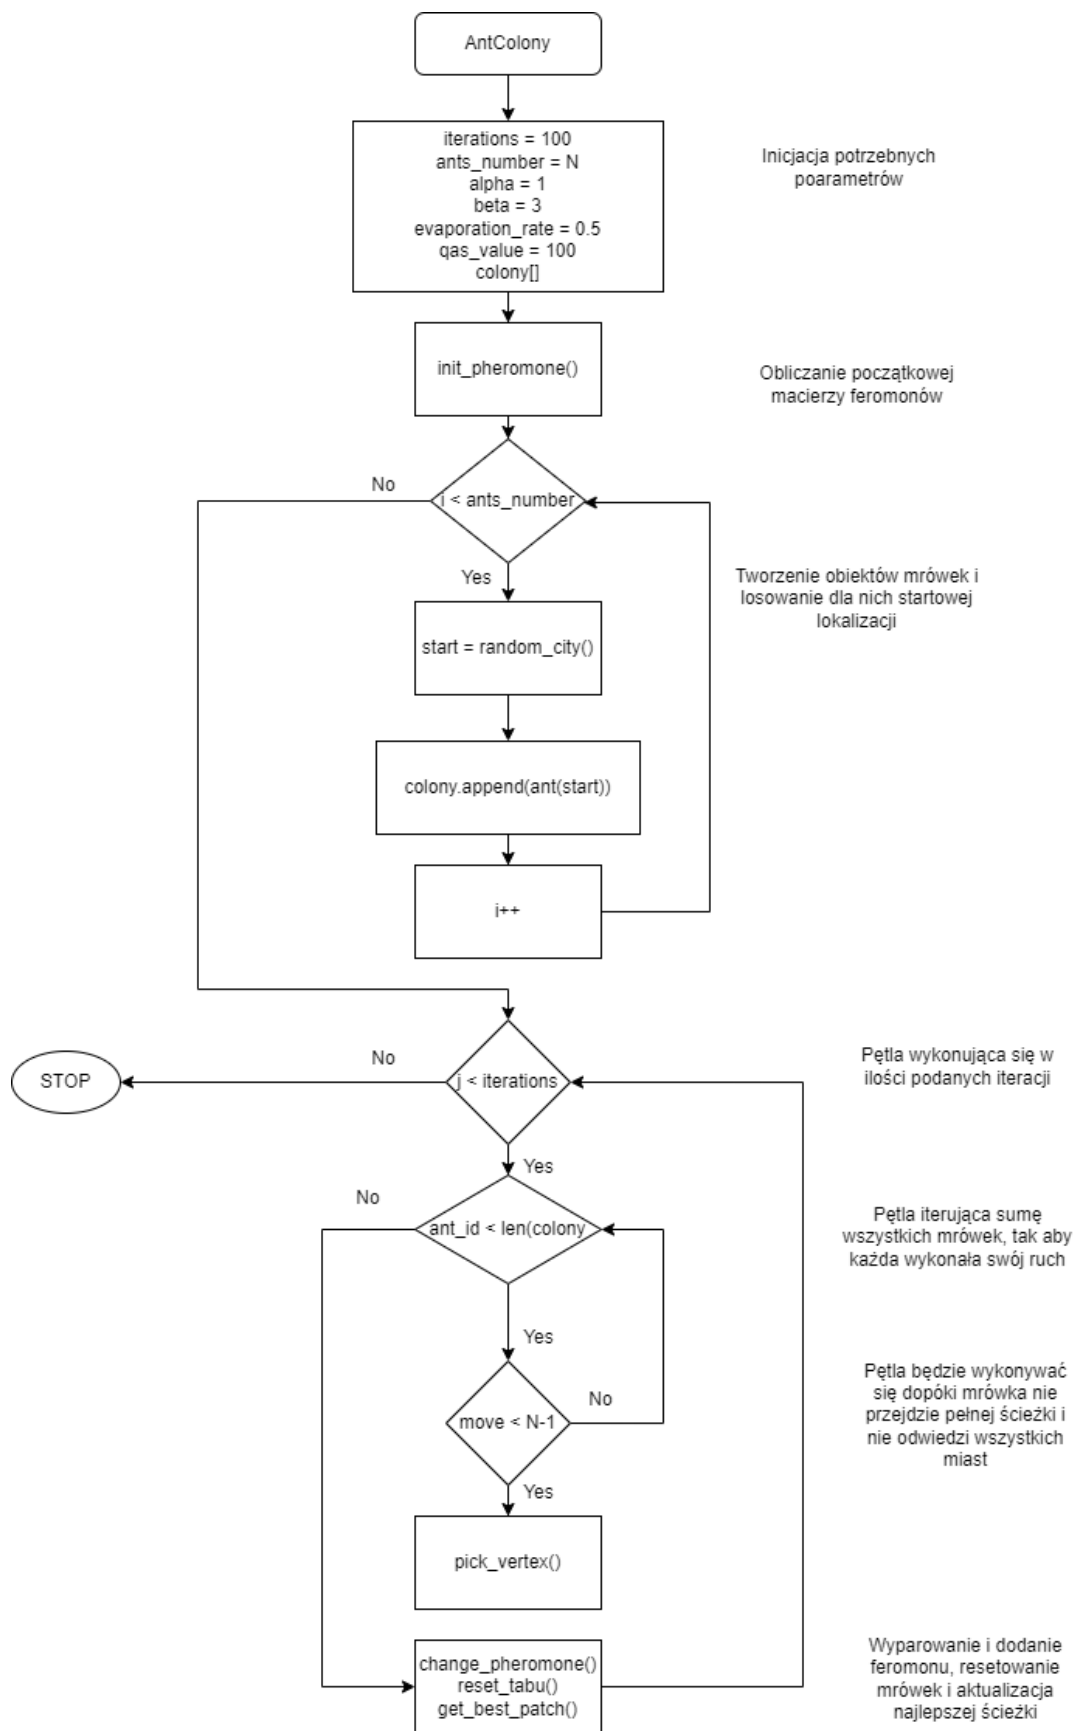 AntColony
iterations = 100
ants_number = N
alpha = 1
beta = 3
evaporation_rate = 0.5
qas_value = 100
colony[]
Inicjacja potrzebnych
poarametrów
init_pheromone()
Obliczanie początkowej
macierzy feromonów
No
i < ants_number
Yes
Tworzenie obiektów mrówek i
losowanie dla nich startowej
lokalizacji
start = random_city()
colony.append(ant(start))
i++
No
STOP
j < iterations
Pętla wykonująca się w
ilości podanych iteracji
Yes
No
ant_id < len(colony
Pętla iterująca sumę
wszystkich mrówek, tak aby
każda wykonała swój ruch
Yes
move < N-1
No
Pętla będzie wykonywać
się dopóki mrówka nie
przejdzie pełnej ścieżki i
nie odwiedzi wszystkich
miast
Yes
pick_vertex()
change_pheromone()
reset_tabu()
get_best_patch()
Wyparowanie i dodanie
feromonu, resetowanie
mrówek i aktualizacja
najlepszej ścieżki